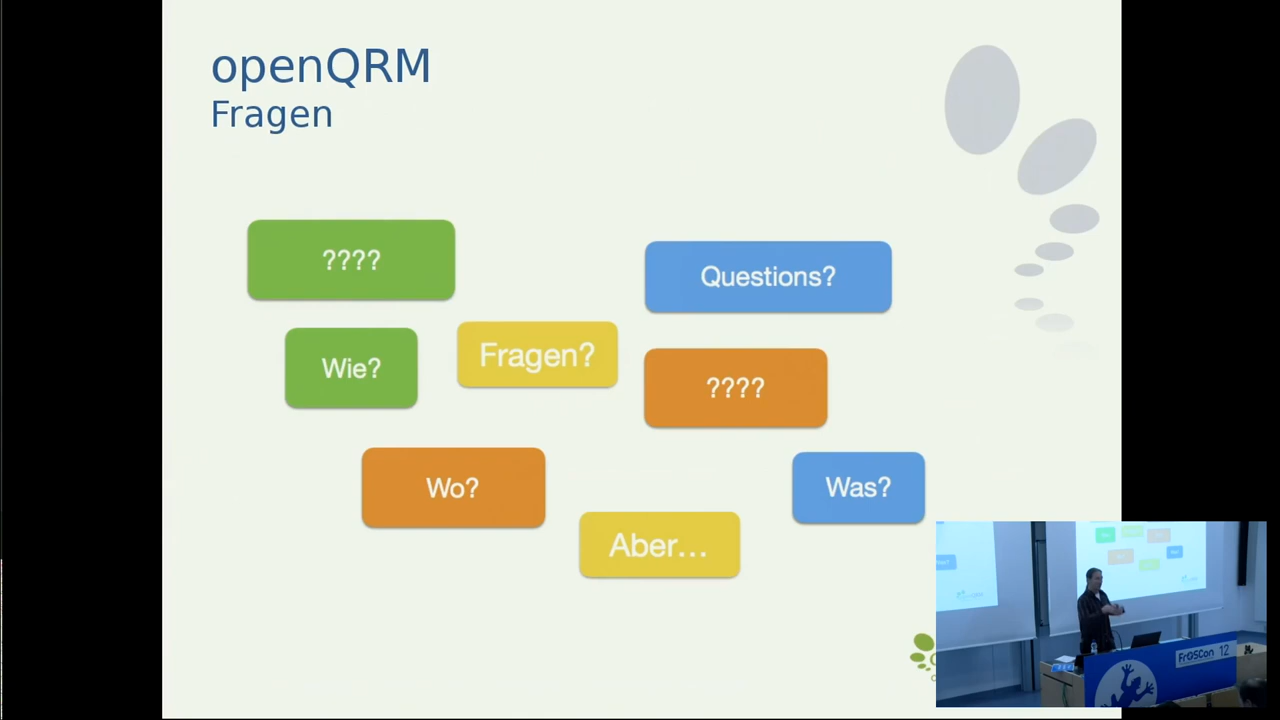 openQRM
Fragen
????
Questions?
Wie?
Fragen?
????
Wo?
Was?
Aber...
FrOSCon 12